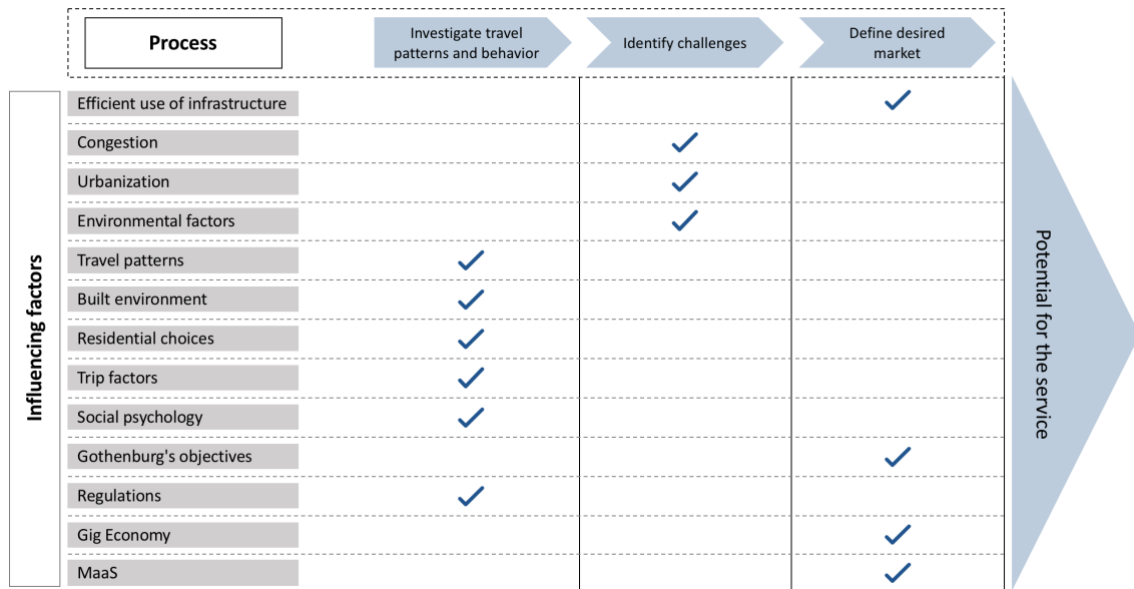 Process
Investigate travel
patterns and behavior
Identify challenges
Define desired
market
Influencing factors
Efficient use of infrastructure
Congestion
Urbanization
Environmental factors
Travel patterns
Built environment
Residential choices
Trip factors
Social psychology
Gothenburg's objectives
Regulations
Gig Economy
MaaS
Potential for the service